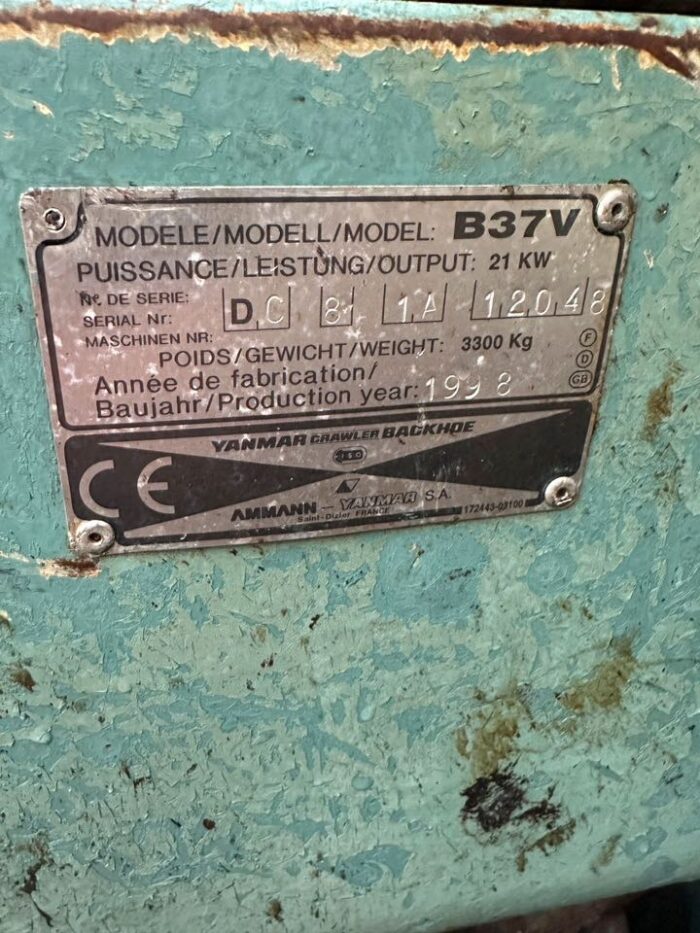 MODELE/MODELL/MODEL: B37V
PUISSANCE/LEISTUNG/OUTPUT: 21 KW
No. DE SERIE:
SERIAL Nr: DC 8 1A 12048
MASCHINEN NR:
POIDS/GEWICHT/WEIGHT: 3300 Kg
Année de fabrication/
Baujahr/Production year: 1998
F
D
GB
YANMAR CRAWLER BACKHOE
CE
AMMANN - YANMAR S.A.
Saint-Dizier FRANCE
172443-03100